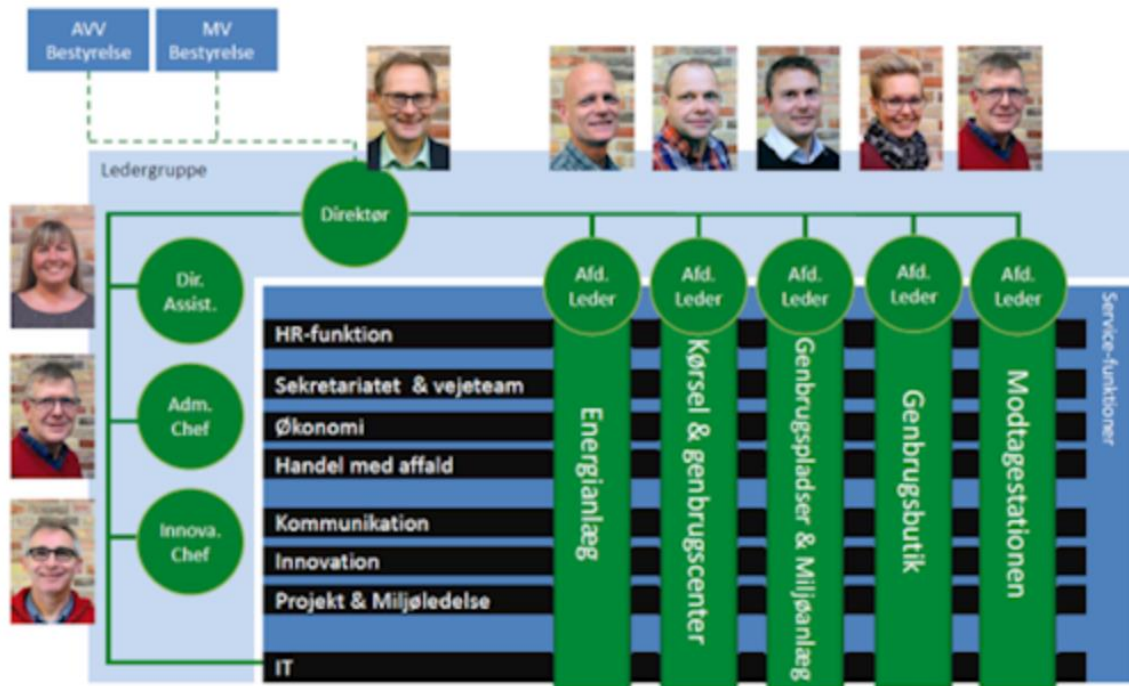 AVV
Bestyrelse
MV
Bestyrelse
Ledergruppe
Direktør
Dir.
Assist.
Adm.
Chef
Innova.
Chef
Afd.
Leder
Afd.
Leder
Afd.
Leder
Afd.
Leder
Afd.
Leder
HR-funktion
Sekretariatet & vejeteam
Økonomi
Handel med affald
Kommunikation
Innovation
Projekt & Miljøledelse
IT
Energianlæg
Kørsel & genbrugscenter
Genbrugspladser & Miljøanlæg
Genbrugsbutik
Modtagestationen
Service-funktioner